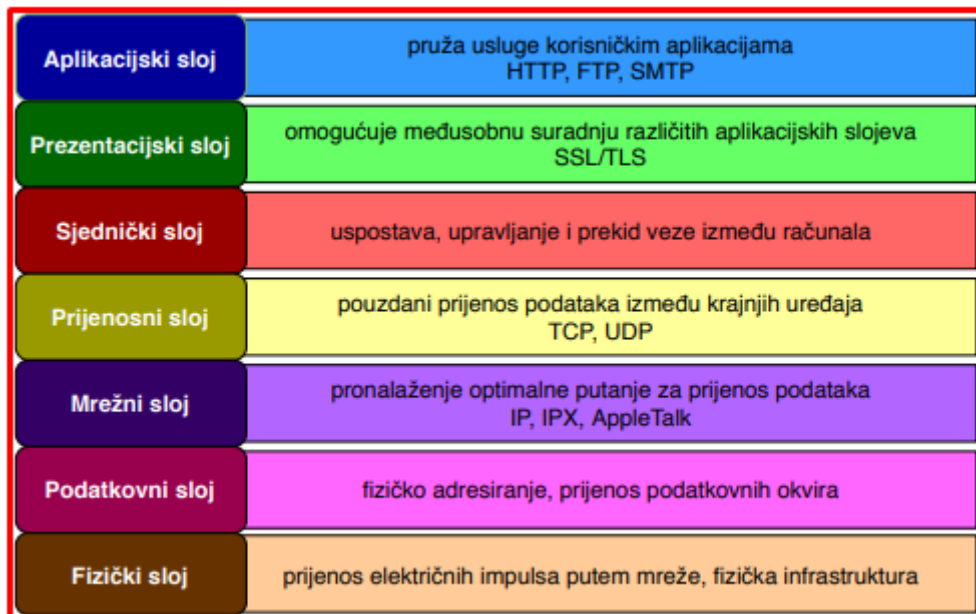 Aplikacijski sloj
pruža usluge korisničkim aplikacijama
HTTP, FTP, SMTP
Prezentacijski sloj
omogućuje međusobnu suradnju različitih aplikacijskih slojeva
SSL/TLS
Sjednički sloj
uspostava, upravljanje i prekid veze između računala
Prijenosni sloj
pouzdani prijenos podataka između krajnjih uređaja
TCP, UDP
Mrežni sloj
pronalaženje optimalne putanje za prijenos podataka
IP, IPX, AppleTalk
Podatkovni sloj
fizičko adresiranje, prijenos podatkovnih okvira
Fizički sloj
prijenos električnih impulsa putem mreže, fizička infrastruktura